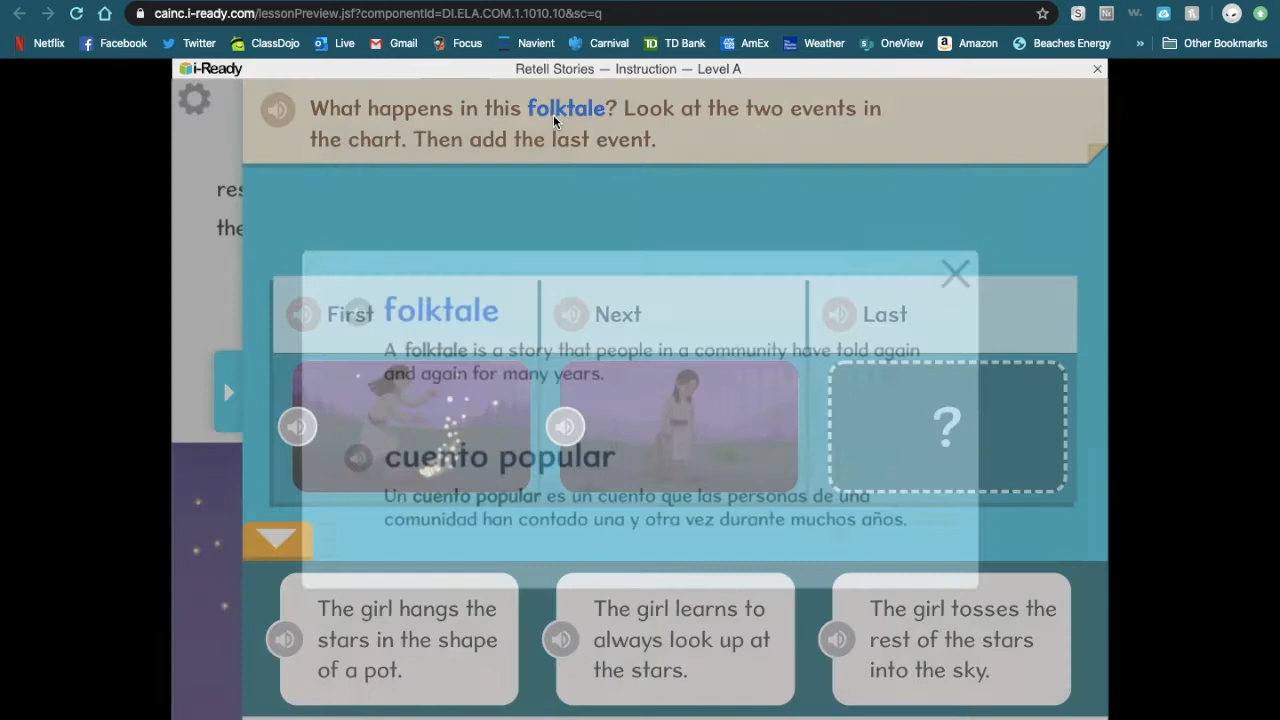 cainc.i-ready.com/lessonPreview.jsf?componentId=DI.ELA.COM.1.1010.10&sc=q
Netflix Facebook Twitter ClassDojo Live Gmail Focus Navient Carnival TD Bank AmEx Weather OneView Amazon Beaches Energy » Other Bookmarks
i-Ready
Retell Stories — Instruction — Level A
What happens in this folktale? Look at the two events in
the chart. Then add the last event.
res
the
First
Next
Last
folktale
A folktale is a story that people in a community have told again
and again for many years.
?
cuento popular
Un cuento popular es un cuento que las personas de una
comunidad han contado una y otra vez durante muchos años.
The girl hangs the
stars in the shape
of a pot.
The girl learns to
always look up at
the stars.
The girl tosses the
rest of the stars
into the sky.